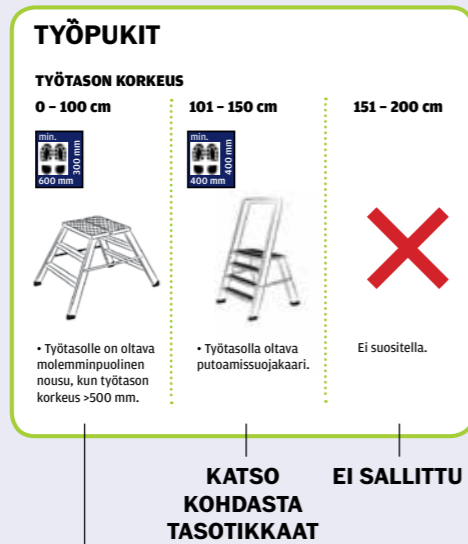 TYÖPUKIT
TYÖTASON KORKEUS
0 – 100 cm
min.
300 mm
600 mm
• Työtasolle on oltava
molemminpuolinen
nousu, kun työtason
korkeus >500 mm.
101 – 150 cm
min.
400 mm
400 mm
• Työtasolla oltava
putoamissuojakaari.
151 – 200 cm
Ei suositella.
KATSO
KOHDASTA
TASOTIKKAAT
EI SALLITTU